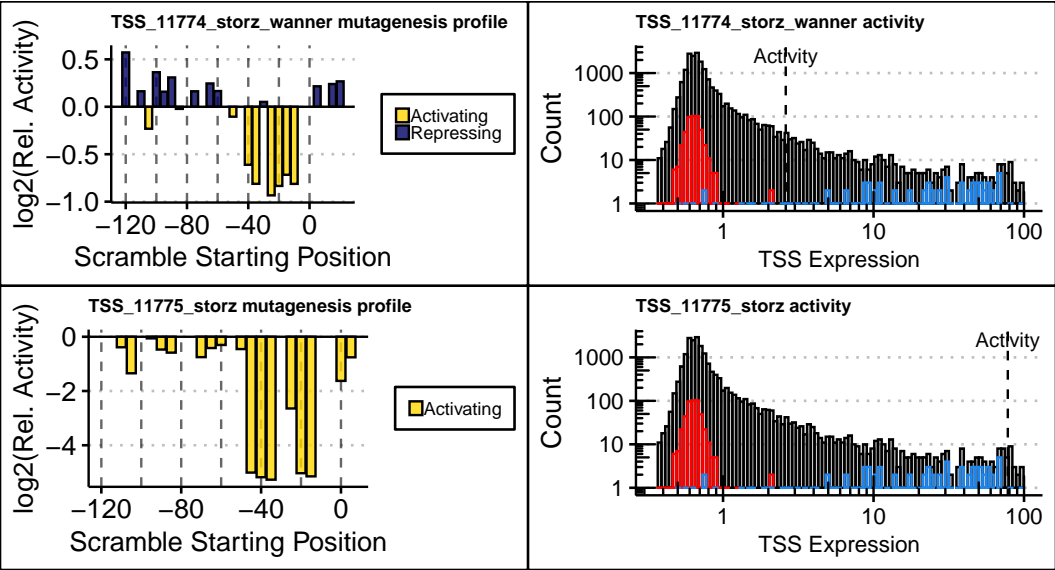 TSS_11774_storz_wanner mutagenesis profile
log2(Rel. Activity)
0.5
0.0
−0.5
−1.0
−120 −80 −40 0
Scramble Starting Position
Activating
Repressing
TSS_11774_storz_wanner activity
Activity
Count
1000
100
10
1
1 10 100
TSS Expression
TSS_11775_storz mutagenesis profile
log2(Rel. Activity)
0
−2
−4
−120 −80 −40 0
Scramble Starting Position
Activating
TSS_11775_storz activity
Activity
Count
1000
100
10
1
1 10 100
TSS Expression